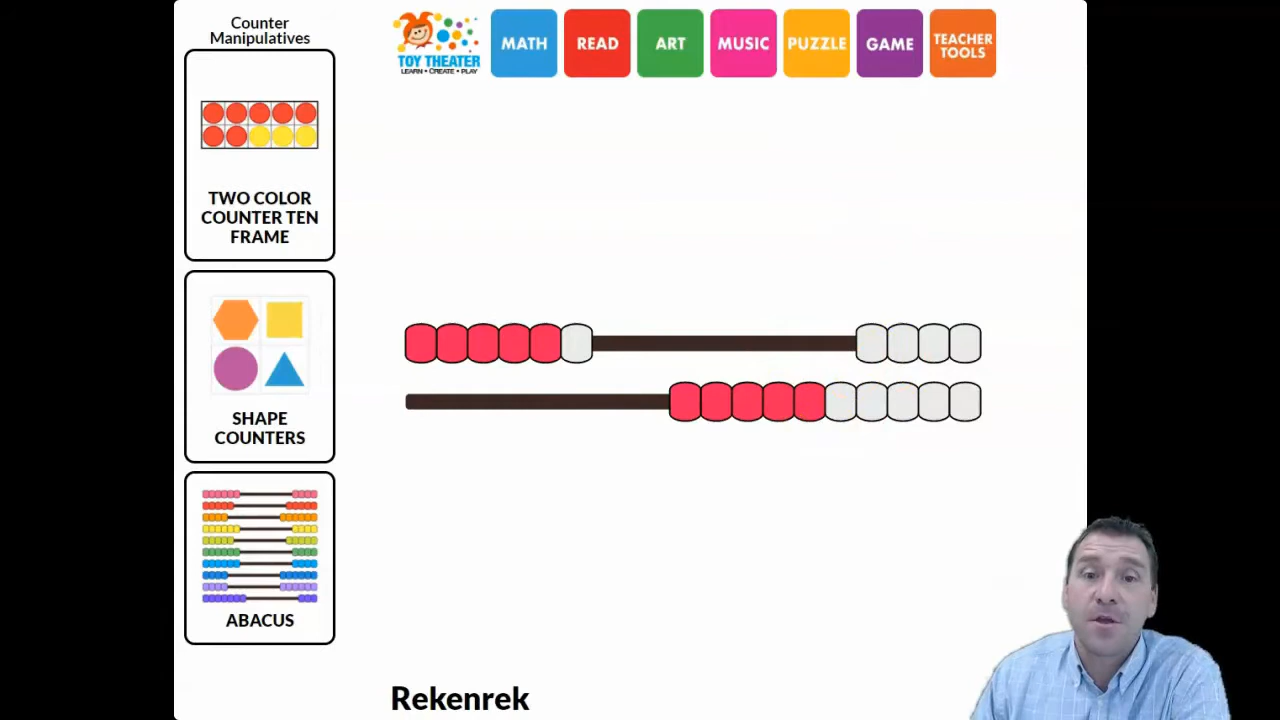 Counter
Manipulatives
TWO COLOR
COUNTER TEN
FRAME
SHAPE
COUNTERS
ABACUS
TOY THEATER
LEARN • CREATE • PLAY
MATH
READ
ART
MUSIC
PUZZLE
GAME
TEACHER
TOOLS
Rekenrek